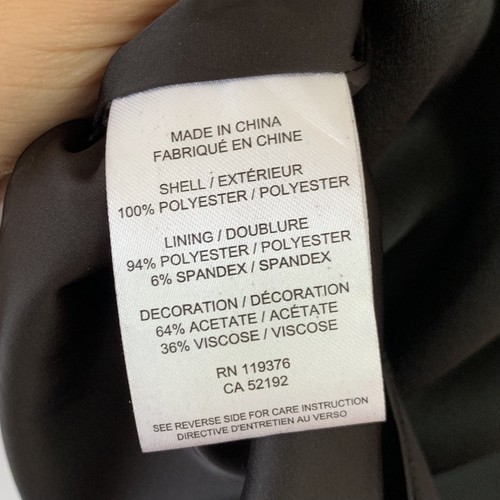 MADE IN CHINA
FABRIQUÉ EN CHINE
SHELL / EXTÉRIEUR
100% POLYESTER / POLYESTER
LINING / DOUBLURE
94% POLYESTER / POLYESTER
6% SPANDEX / SPANDEX
DECORATION / DÉCORATION
64% ACETATE / ACÉTATE
36% VISCOSE / VISCOSE
RN 119376
CA 52192
SEE REVERSE SIDE FOR CARE INSTRUCTION
DIRECTIVE D'ENTRETIEN AU VERSO